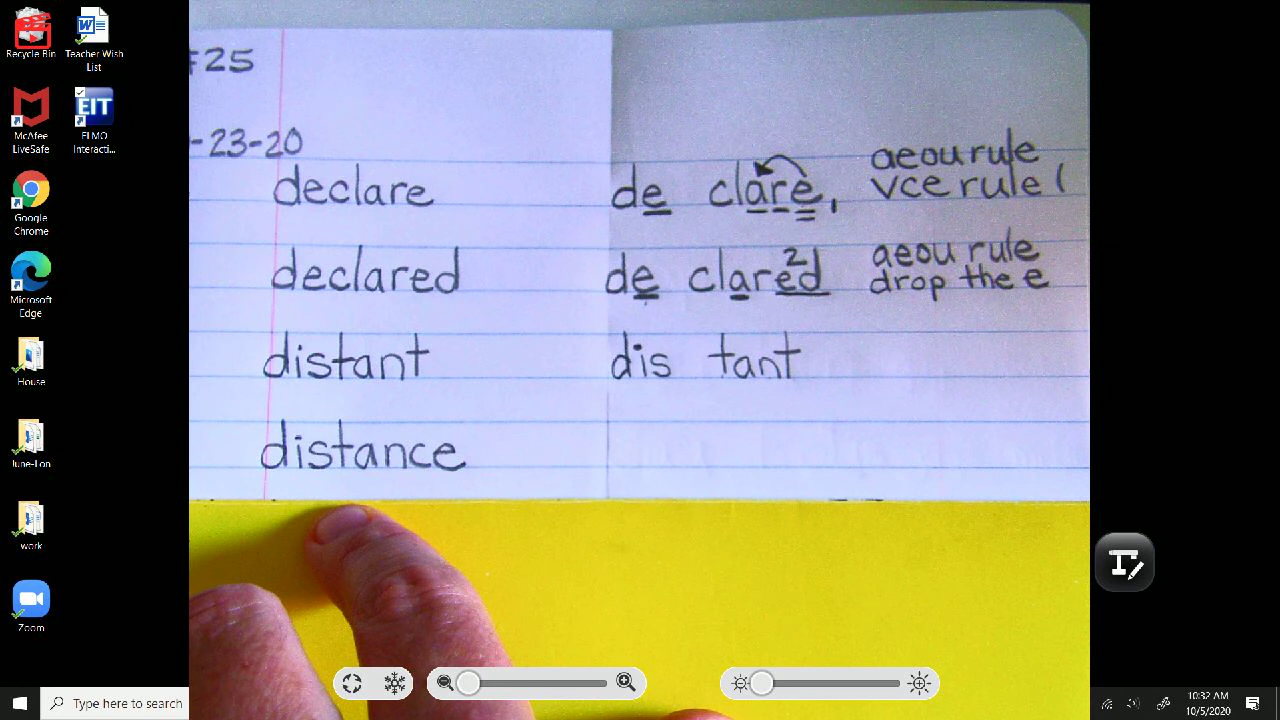 Recycle Bin
Teacher Wish List
McAfee LiveSafe
EIT
ELMO Interacti...
Google Chrome
Microsoft Edge
House
June-Lon
work
Zoom
#25
-23-20
declare de clare, aeou rule
vce rule 1
declared de clared 2 aeou rule
drop the e
distant dis tant
distance
Type here to search
10:32 AM
10/5/2020